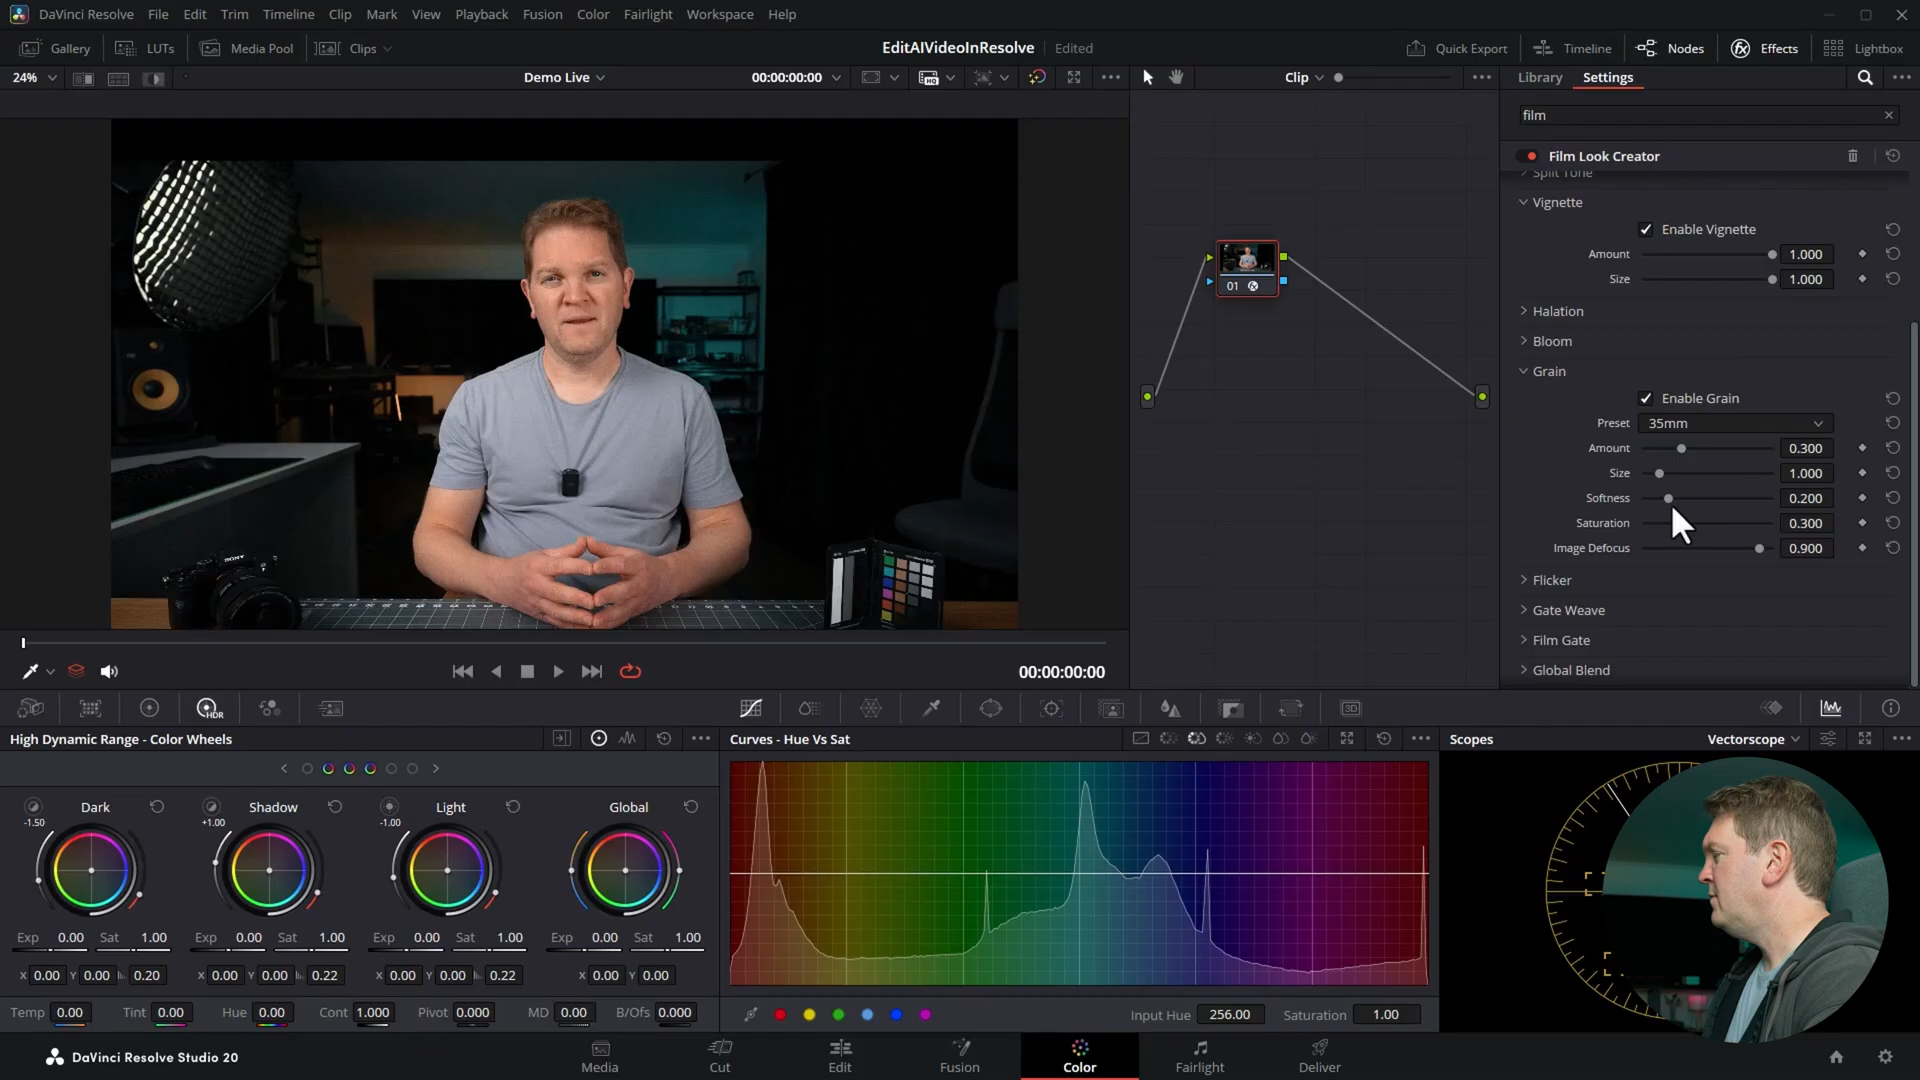 DaVinci Resolve File Edit Trim Timeline Clip Mark View Playback Fusion Color Fairlight Workspace Help
Gallery LUTs Media Pool Clips EditAIVideoInResolve Edited Quick Export Timeline Nodes Effects Lightbox
24% Demo Live 00:00:00:00 HQ Clip Library Settings
film
Film Look Creator
Split Tone
Vignette
Enable Vignette
Amount 1.000
Size 1.000
Halation
Bloom
Grain
Enable Grain
Preset 35mm
Amount 0.300
Size 1.000
Softness 0.200
Saturation 0.300
Image Defocus 0.900
Flicker
Gate Weave
Film Gate
Global Blend
01
SONY
00:00:00:00
HDR
3D
High Dynamic Range - Color Wheels
Dark Shadow Light Global
-1.50 +1.00 -1.00
Exp 0.00 Sat 1.00 Exp 0.00 Sat 1.00 Exp 0.00 Sat 1.00 Exp 0.00 Sat 1.00
X 0.00 Y 0.00 0.20 X 0.00 Y 0.00 0.22 X 0.00 Y 0.00 0.22 X 0.00 Y 0.00
Temp 0.00 Tint 0.00 Hue 0.00 Cont 1.000 Pivot 0.000 MD 0.00 B/Ofs 0.000
Curves - Hue Vs Sat
Input Hue 256.00 Saturation 1.00
Scopes Vectorscope
DaVinci Resolve Studio 20
Media Cut Edit Fusion Color Fairlight Deliver